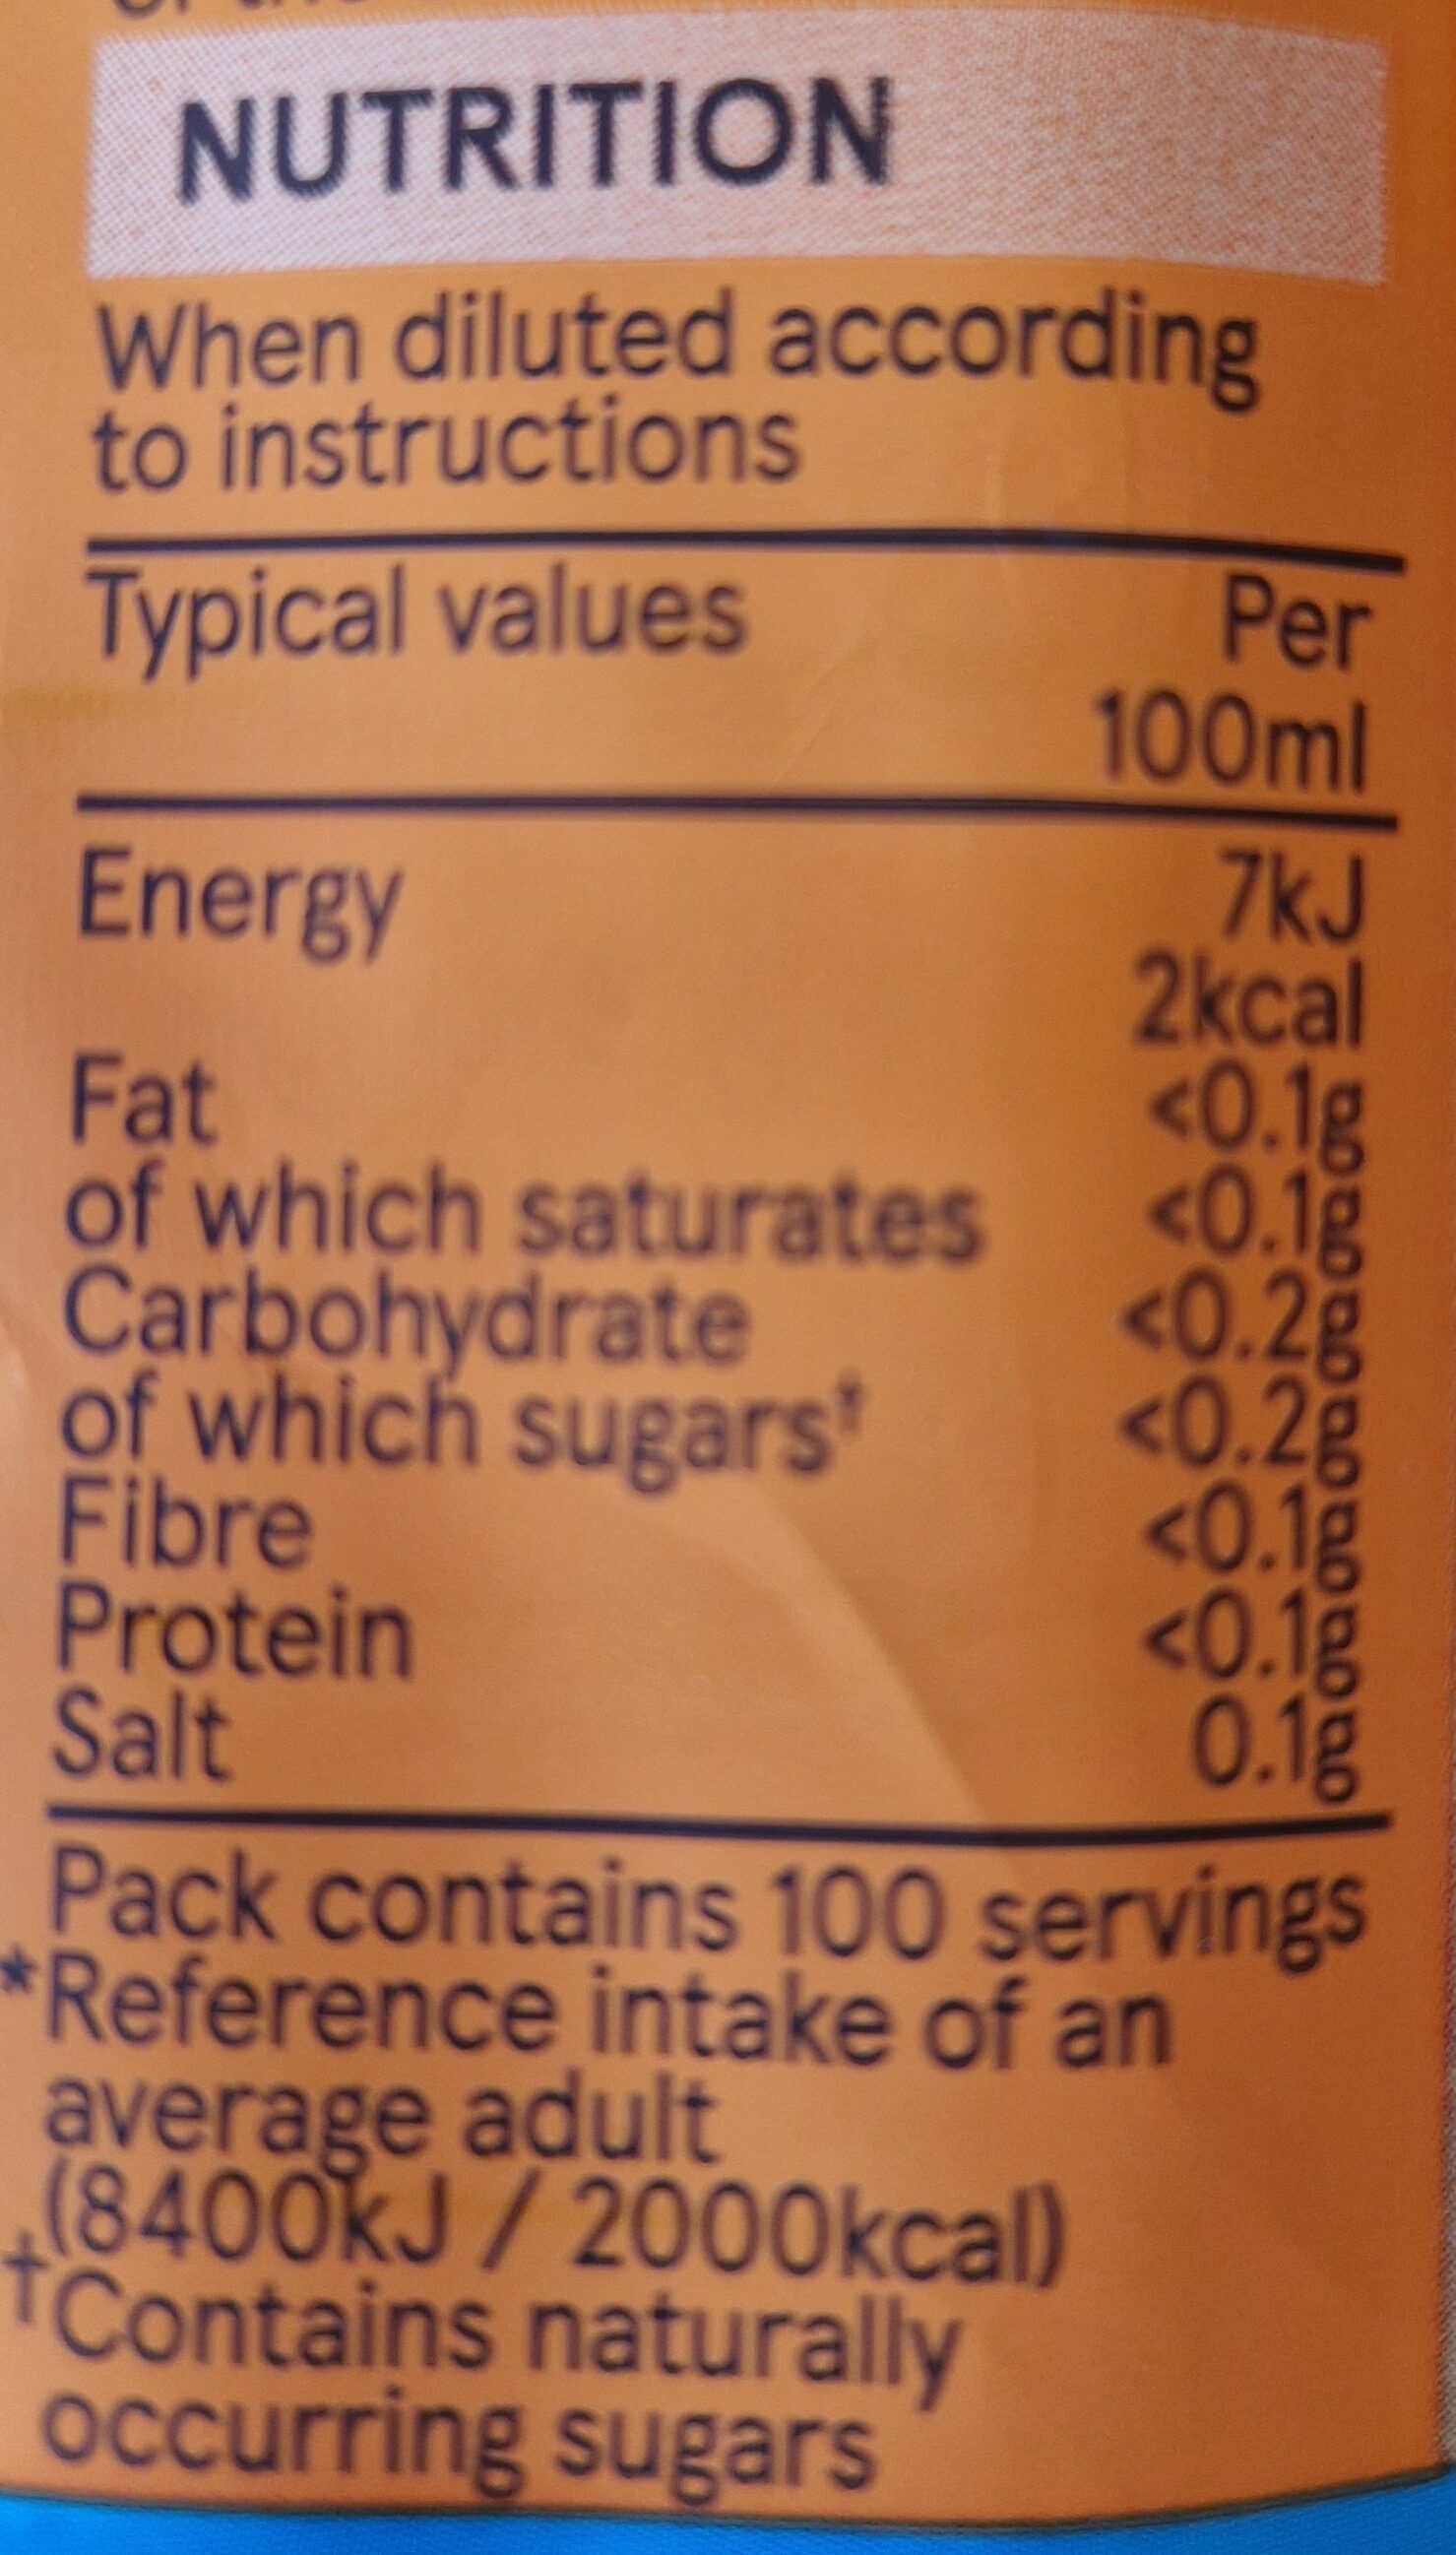 NUTRITION
When diluted according
to instructions
Typical values Per
100ml
Energy 7kJ
2kcal
Fat <0.1g
of which saturates <0.1g
Carbohydrate <0.2g
of which sugars† <0.2g
Fibre <0.1g
Protein <0.1g
Salt 0.1g
Pack contains 100 servings
*Reference intake of an
average adult
(8400kJ / 2000kcal)
†Contains naturally
occurring sugars